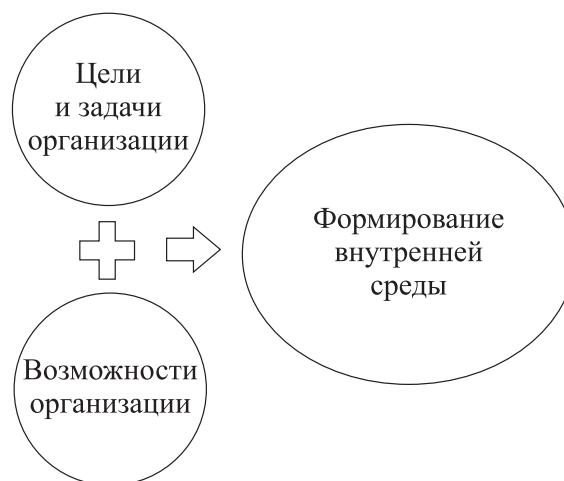 Цели
и задачи
организации
Формирование
внутренней
среды
Возможности
организации